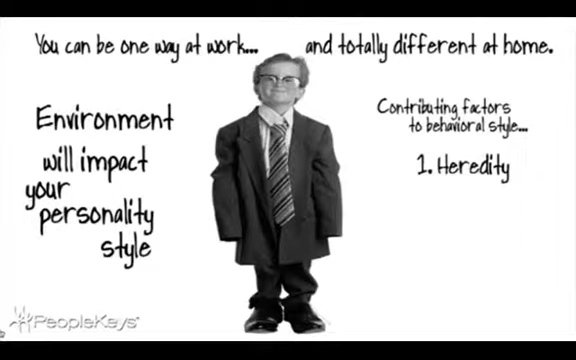 You can be one way at work...
and totally different at home.
Environment
will impact
your
personality
style
Contributing factors
to behavioral style...
1. Heredity
PeopleKeys